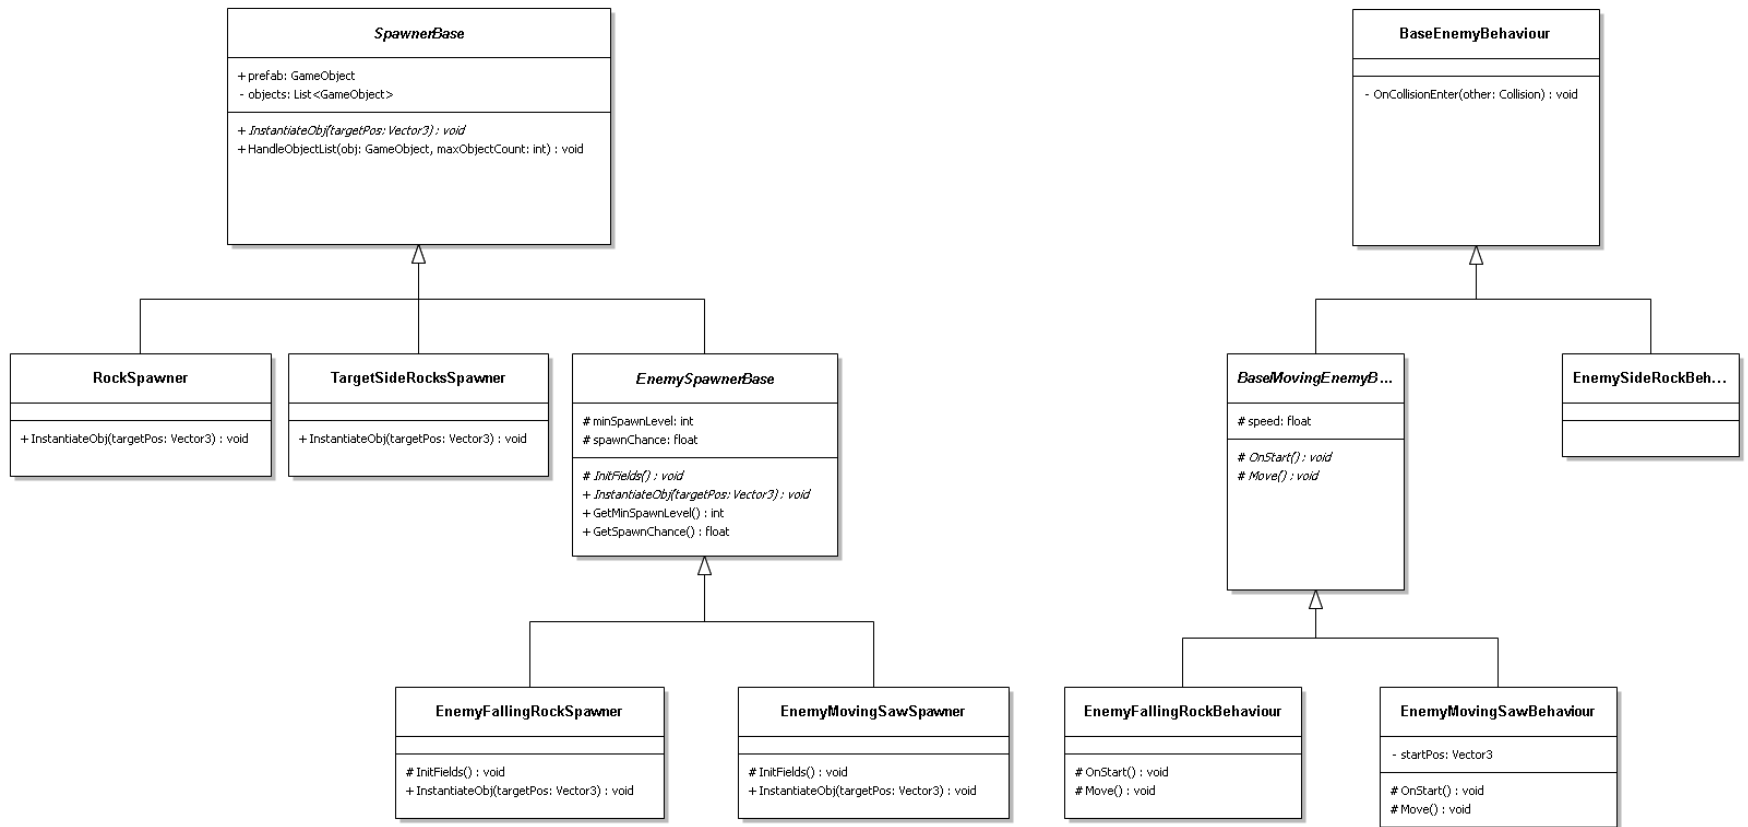 SpawnerBase
+ prefab: GameObject
- objects: List<GameObject>
+ InstantiateObj(targetPos: Vector3) : void
+ HandleObjectList(obj: GameObject, maxObjectCount: int) : void
BaseEnemyBehaviour
- OnCollisionEnter(other: Collision) : void
RockSpawner
+ InstantiateObj(targetPos: Vector3) : void
TargetSideRocksSpawner
+ InstantiateObj(targetPos: Vector3) : void
EnemySpawnerBase
# minSpawnLevel: int
# spawnChance: float
# InitFields() : void
+ InstantiateObj(targetPos: Vector3) : void
+ GetMinSpawnLevel() : int
+ GetSpawnChance() : float
BaseMovingEnemyB...
# speed: float
# OnStart() : void
# Move() : void
EnemySideRockBeh...
EnemyFallingRockSpawner
# InitFields() : void
+ InstantiateObj(targetPos: Vector3) : void
EnemyMovingSawSpawner
# InitFields() : void
+ InstantiateObj(targetPos: Vector3) : void
EnemyFallingRockBehaviour
# OnStart() : void
# Move() : void
EnemyMovingSawBehaviour
- startPos: Vector3
# OnStart() : void
# Move() : void